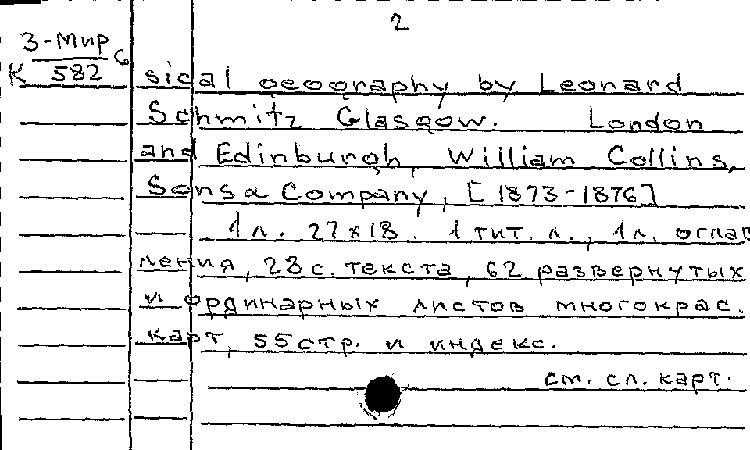 2
3-Мир
К 582 6
sical geography by Leonard
Schmitz Glasgow. London
and Edinburgh, William Collins,
Sons a Company, [1873-1876]
1 л. 27x18. 1 тит. л., 1 л. оглав
ления, 28 с. текста, 62 развернутых
и ординарных листов многокрас.
карт, 55 стр. и индекс.
см. сл. карт.